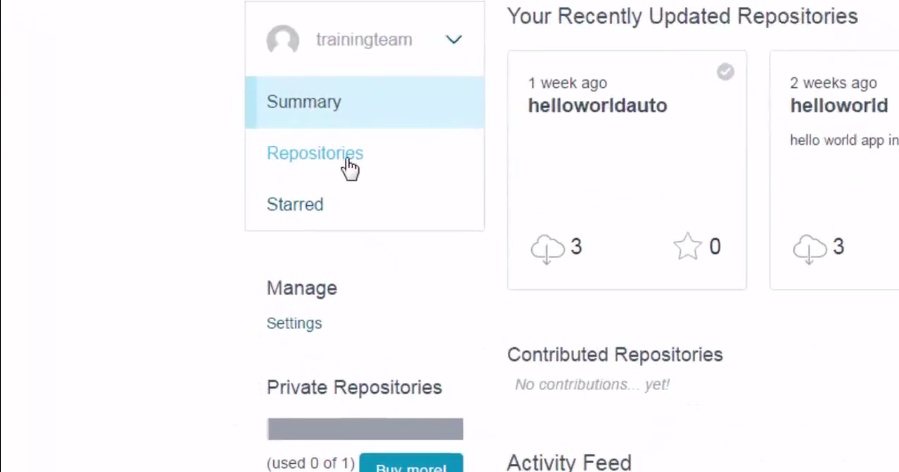 trainingteam
Summary
Repositories
Starred
Manage
Settings
Private Repositories
(used 0 of 1)
Buy more!
Your Recently Updated Repositories
1 week ago
helloworldauto
3
0
2 weeks ago
helloworld
hello world app in
3
Contributed Repositories
No contributions... yet!
Activity Feed